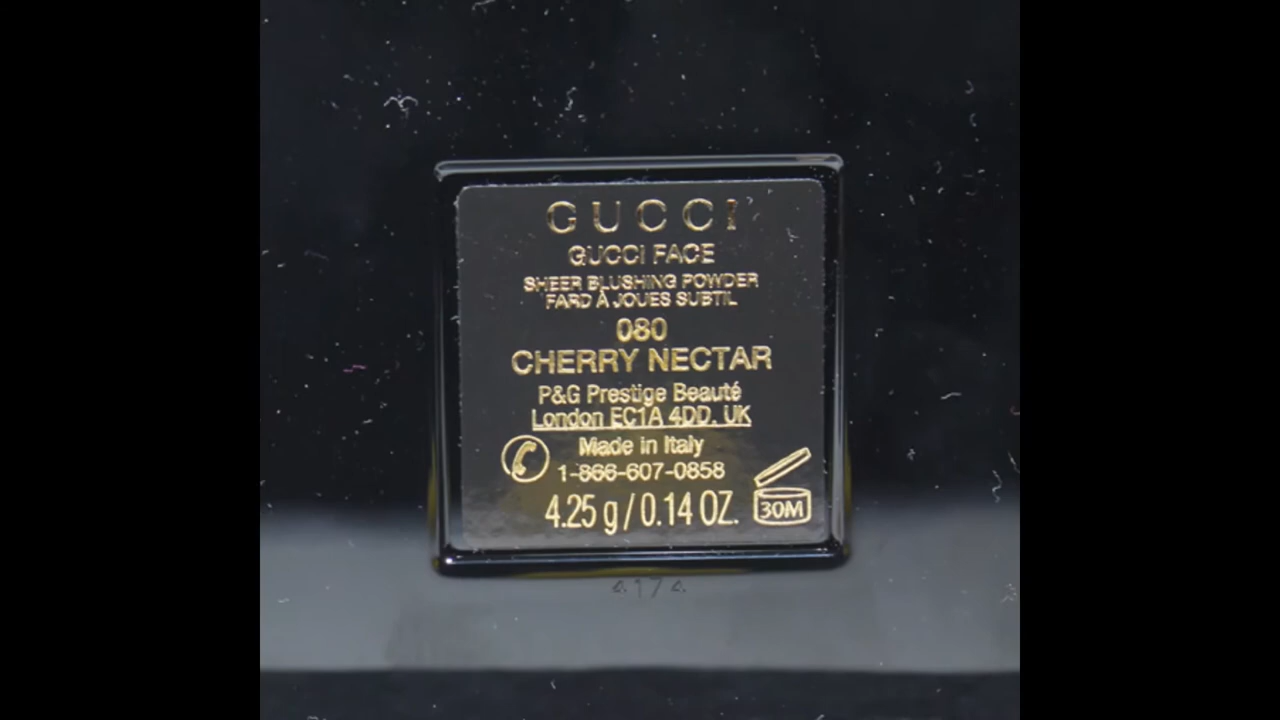 GUCCI
GUCCI FACE
SHEER BLUSHING POWDER
FARD À JOUES SUBTIL
080
CHERRY NECTAR
P&G Prestige Beauté
London EC1A 4DD. UK
Made in Italy
1-866-607-0858
4.25 g / 0.14 OZ.
30M
4174